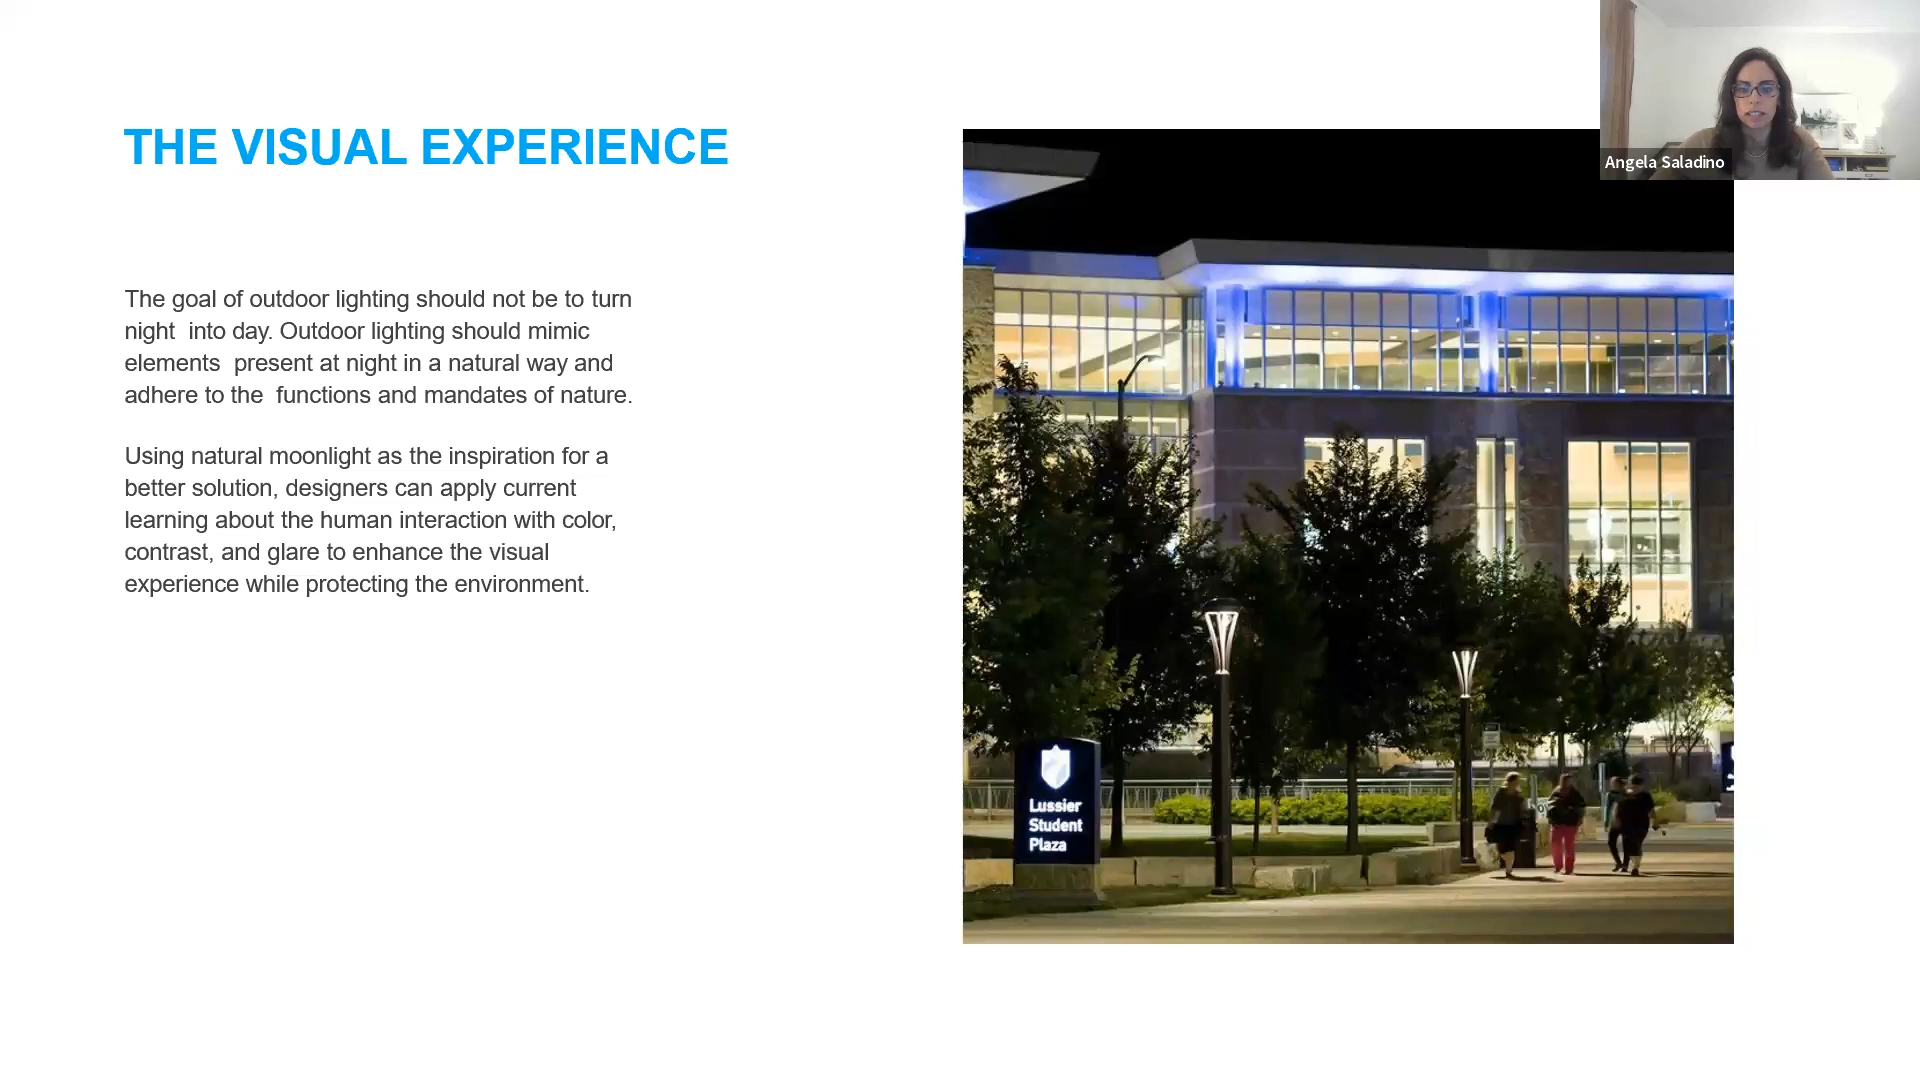 THE VISUAL EXPERIENCE
Angela Saladino
The goal of outdoor lighting should not be to turn
night  into day. Outdoor lighting should mimic
elements  present at night in a natural way and
adhere to the  functions and mandates of nature.
Using natural moonlight as the inspiration for a
better solution, designers can apply current
learning about the human interaction with color,
contrast, and glare to enhance the visual
experience while protecting the environment.
Lussier
Student
Plaza